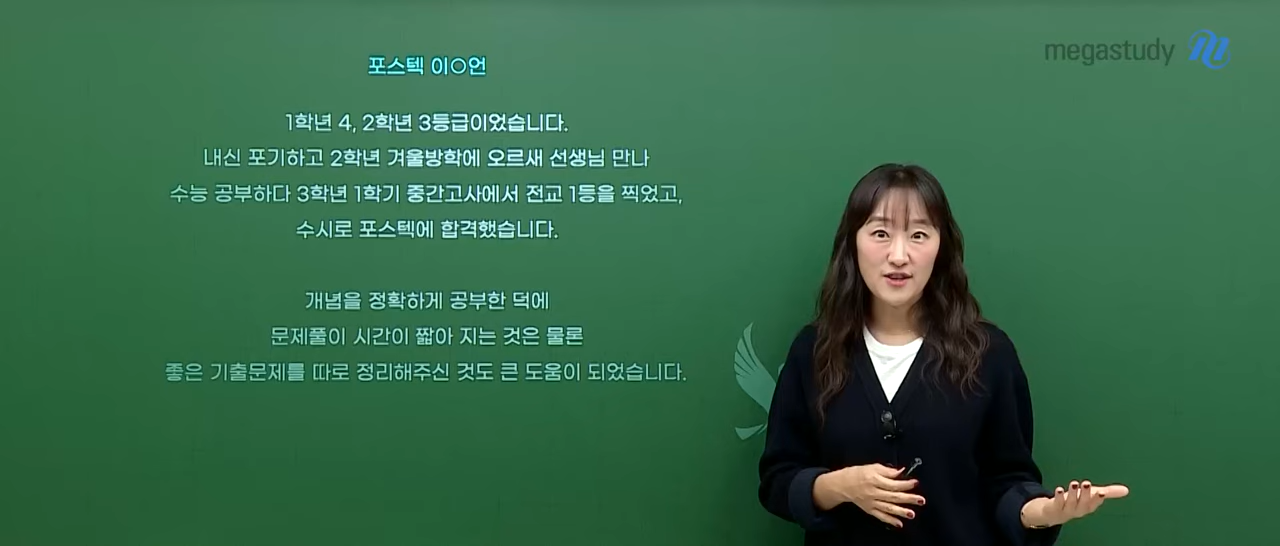 포스텍 이○언
1학년 4, 2학년 3등급이었습니다.
내신 포기하고 2학년 겨울방학에 오르새 선생님 만나
수능 공부하다 3학년 1학기 중간고사에서 전교 1등을 찍었고,
수시로 포스텍에 합격했습니다.
개념을 정확하게 공부한 덕에
문제풀이 시간이 짧아 지는 것은 물론
좋은 기출문제를 따로 정리해주신 것도 큰 도움이 되었습니다.
megastudy m